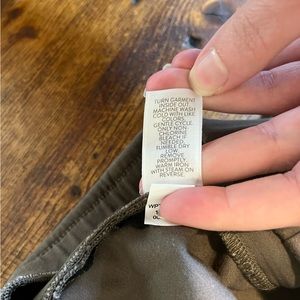 TURN GARMENT
INSIDE OUT.
MACHINE WASH
COLD WITH LIKE
COLORS,
GENTLE CYCLE.
ONLY NON-
CHLORINE
BLEACH IF
NEEDED.
TUMBLE DRY
LOW.
REMOVE
PROMPTLY.
WARM IRON
WITH STEAM ON
REVERSE.